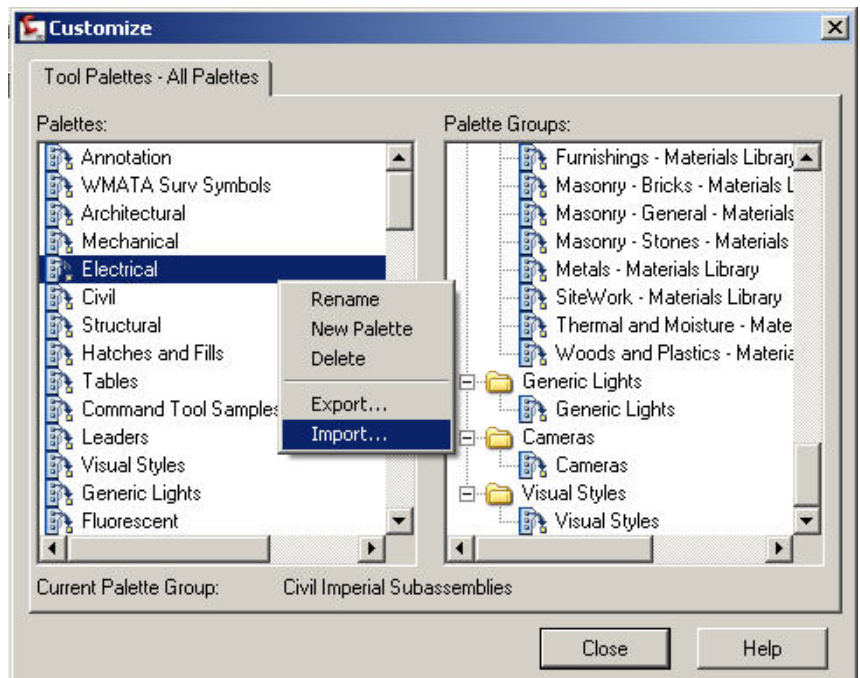 Customize
Tool Palettes - All Palettes
Palettes:
Annotation
WMATA Surv Symbols
Architectural
Mechanical
Electrical
Civil
Structural
Hatches and Fills
Tables
Command Tool Samples
Leaders
Visual Styles
Generic Lights
Fluorescent
Rename
New Palette
Delete
Export...
Import...
Palette Groups:
Furnishings - Materials Library
Masonry - Bricks - Materials L
Masonry - General - Materials
Masonry - Stones - Materials
Metals - Materials Library
SiteWork - Materials Library
Thermal and Moisture - Mate
Woods and Plastics - Materia
Generic Lights
Generic Lights
Cameras
Cameras
Visual Styles
Visual Styles
Current Palette Group: Civil Imperial Subassemblies
Close
Help